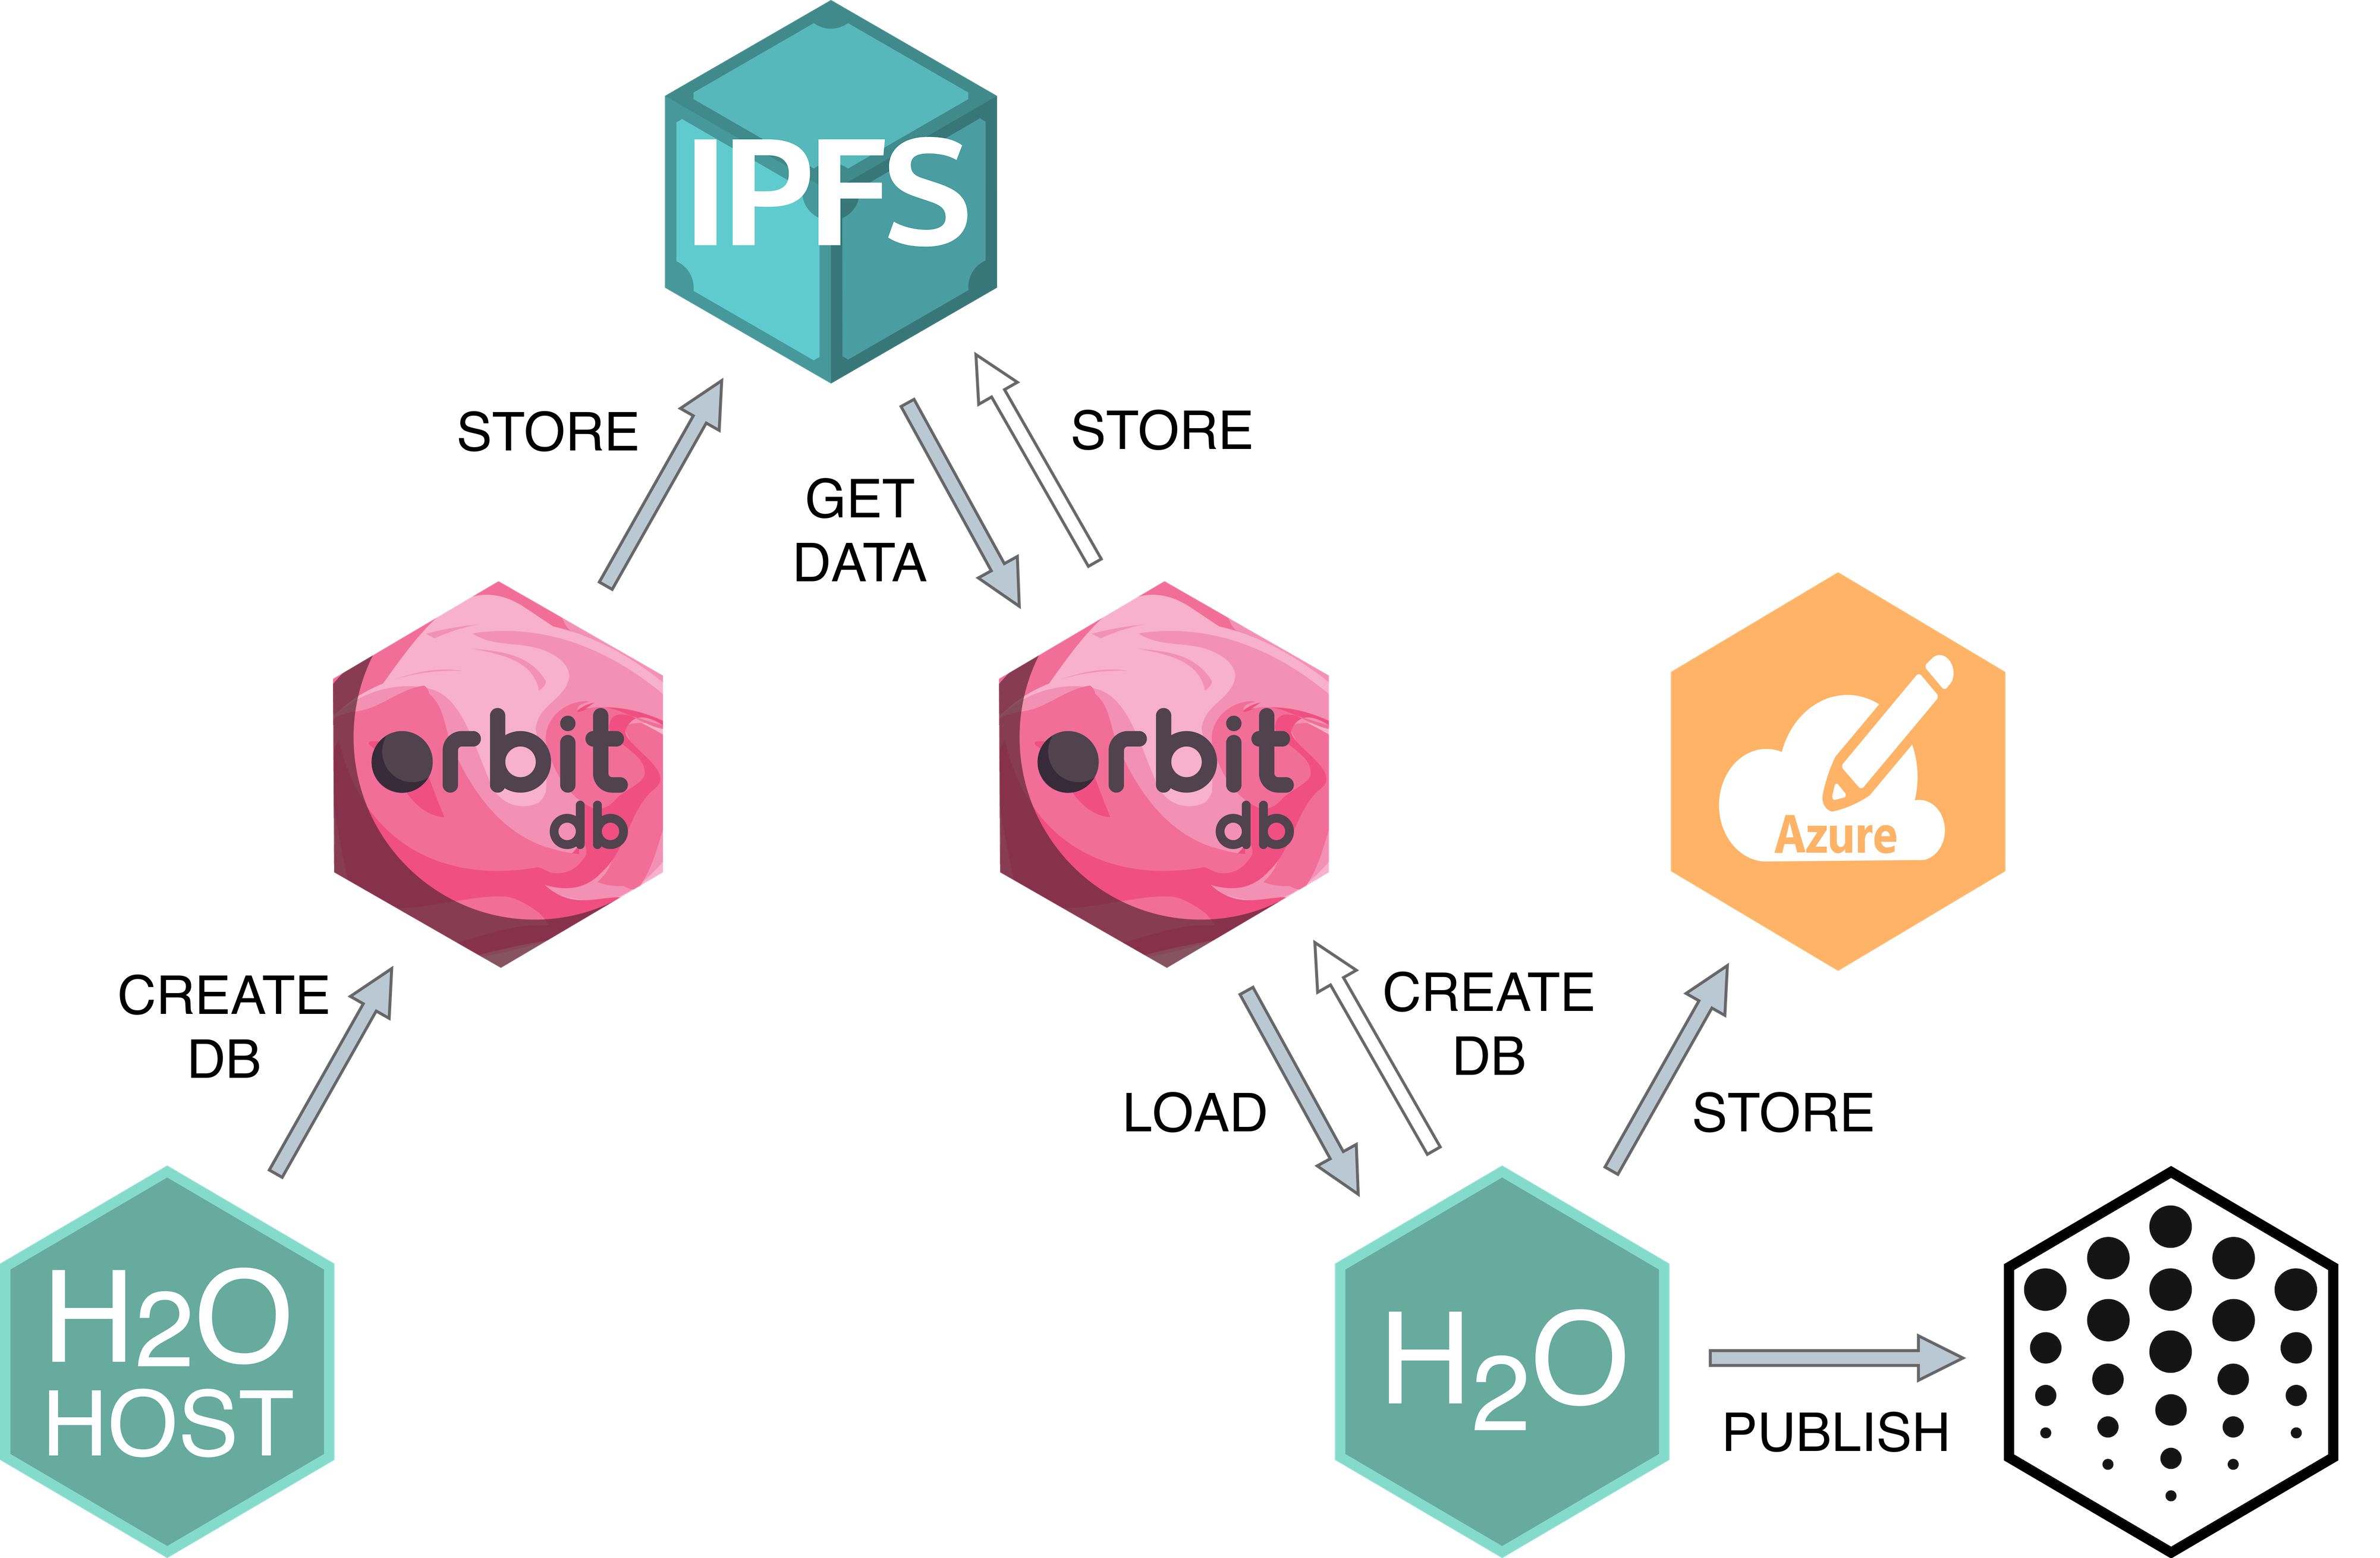 IPFS
STORE
STORE
GET
DATA
orbit
db
orbit
db
Azure
CREATE
DB
CREATE
DB
LOAD
STORE
H2O
HOST
H2O
PUBLISH